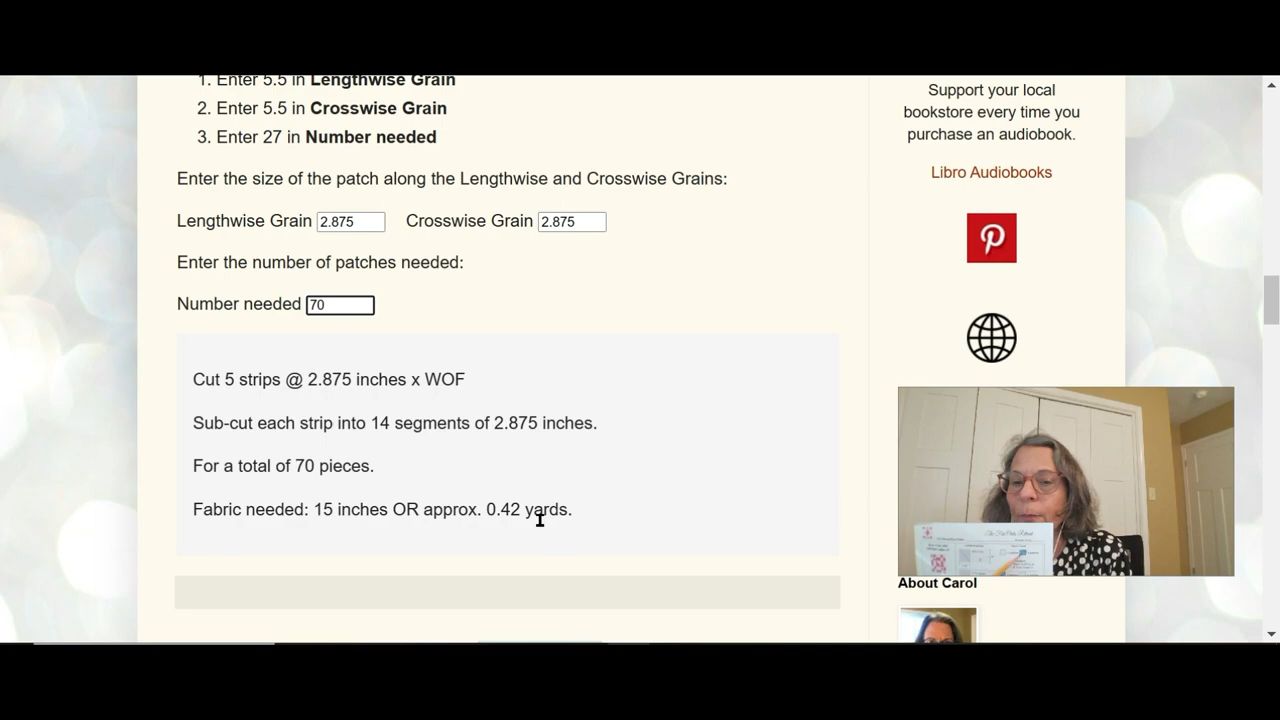 1. Enter 5.5 in Lengthwise Grain
2. Enter 5.5 in Crosswise Grain
3. Enter 27 in Number needed
Enter the size of the patch along the Lengthwise and Crosswise Grains:
Lengthwise Grain 2.875 Crosswise Grain 2.875
Enter the number of patches needed:
Number needed 70
Cut 5 strips @ 2.875 inches x WOF
Sub-cut each strip into 14 segments of 2.875 inches.
For a total of 70 pieces.
Fabric needed: 15 inches OR approx. 0.42 yards.
Support your local
bookstore every time you
purchase an audiobook.
Libro Audiobooks
About Carol